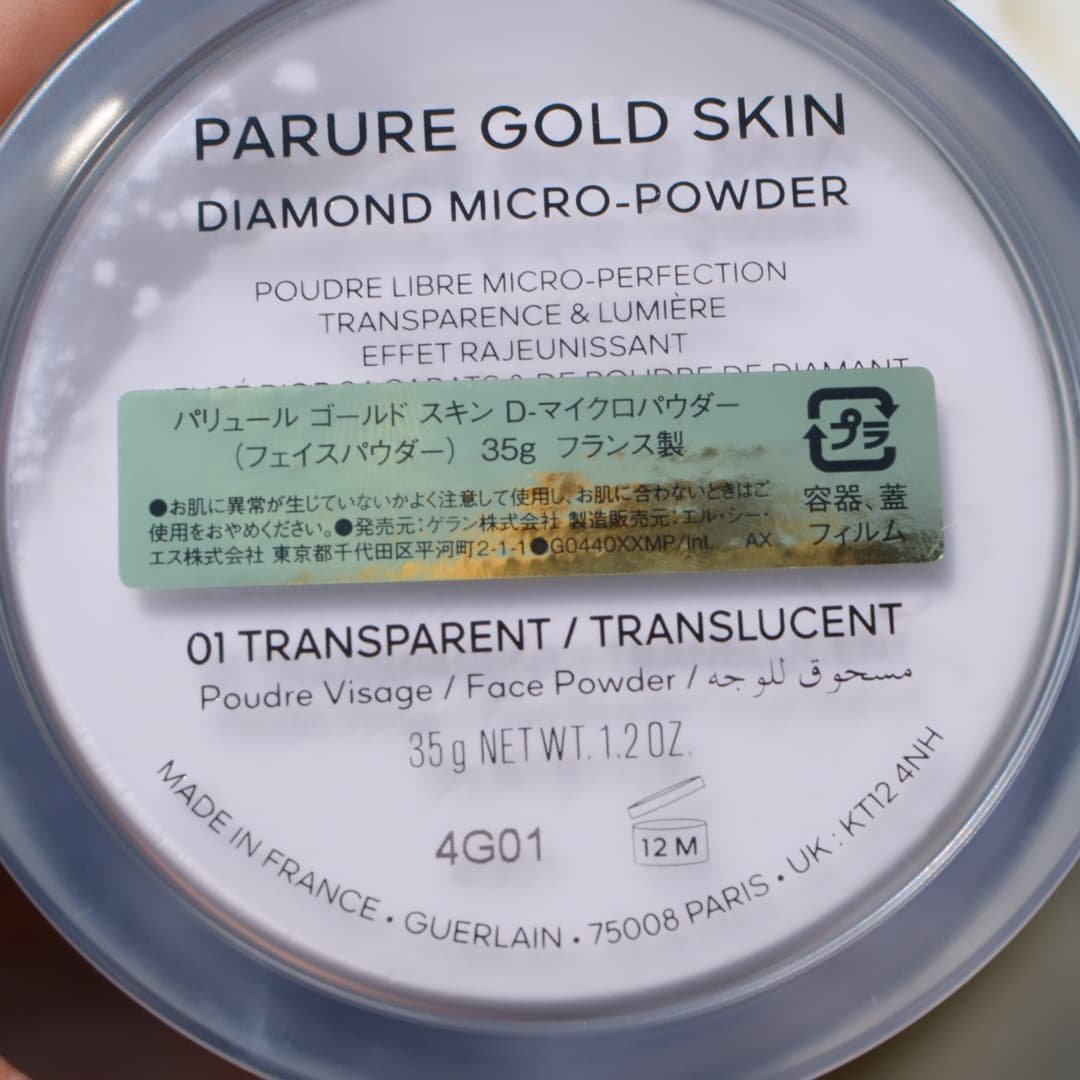 PARURE GOLD SKIN
DIAMOND MICRO-POWDER
POUDRE LIBRE MICRO-PERFECTION
TRANSPARENCE & LUMIÈRE
EFFET RAJEUNISSANT
DE POUDRE DE DIAMANT
パリュール ゴールド スキン D-マイクロパウダー
（フェイスパウダー） 35g フランス製
プラ
容器、蓋
フィルム
●お肌に異常が生じていないかよく注意して使用し、お肌に合わないときはご
使用をおやめください。●発売元:ゲラン株式会社 製造販売元:エル・シー・
エス株式会社 東京都千代田区平河町2-1-1●G0440XXMP/Int. AX
01 TRANSPARENT / TRANSLUCENT
Poudre Visage / Face Powder / مسحوق للوجه
35 g NET WT. 1.2 OZ.
4G01
12 M
MADE IN FRANCE • GUERLAIN • 75008 PARIS • UK : KT12 4NH